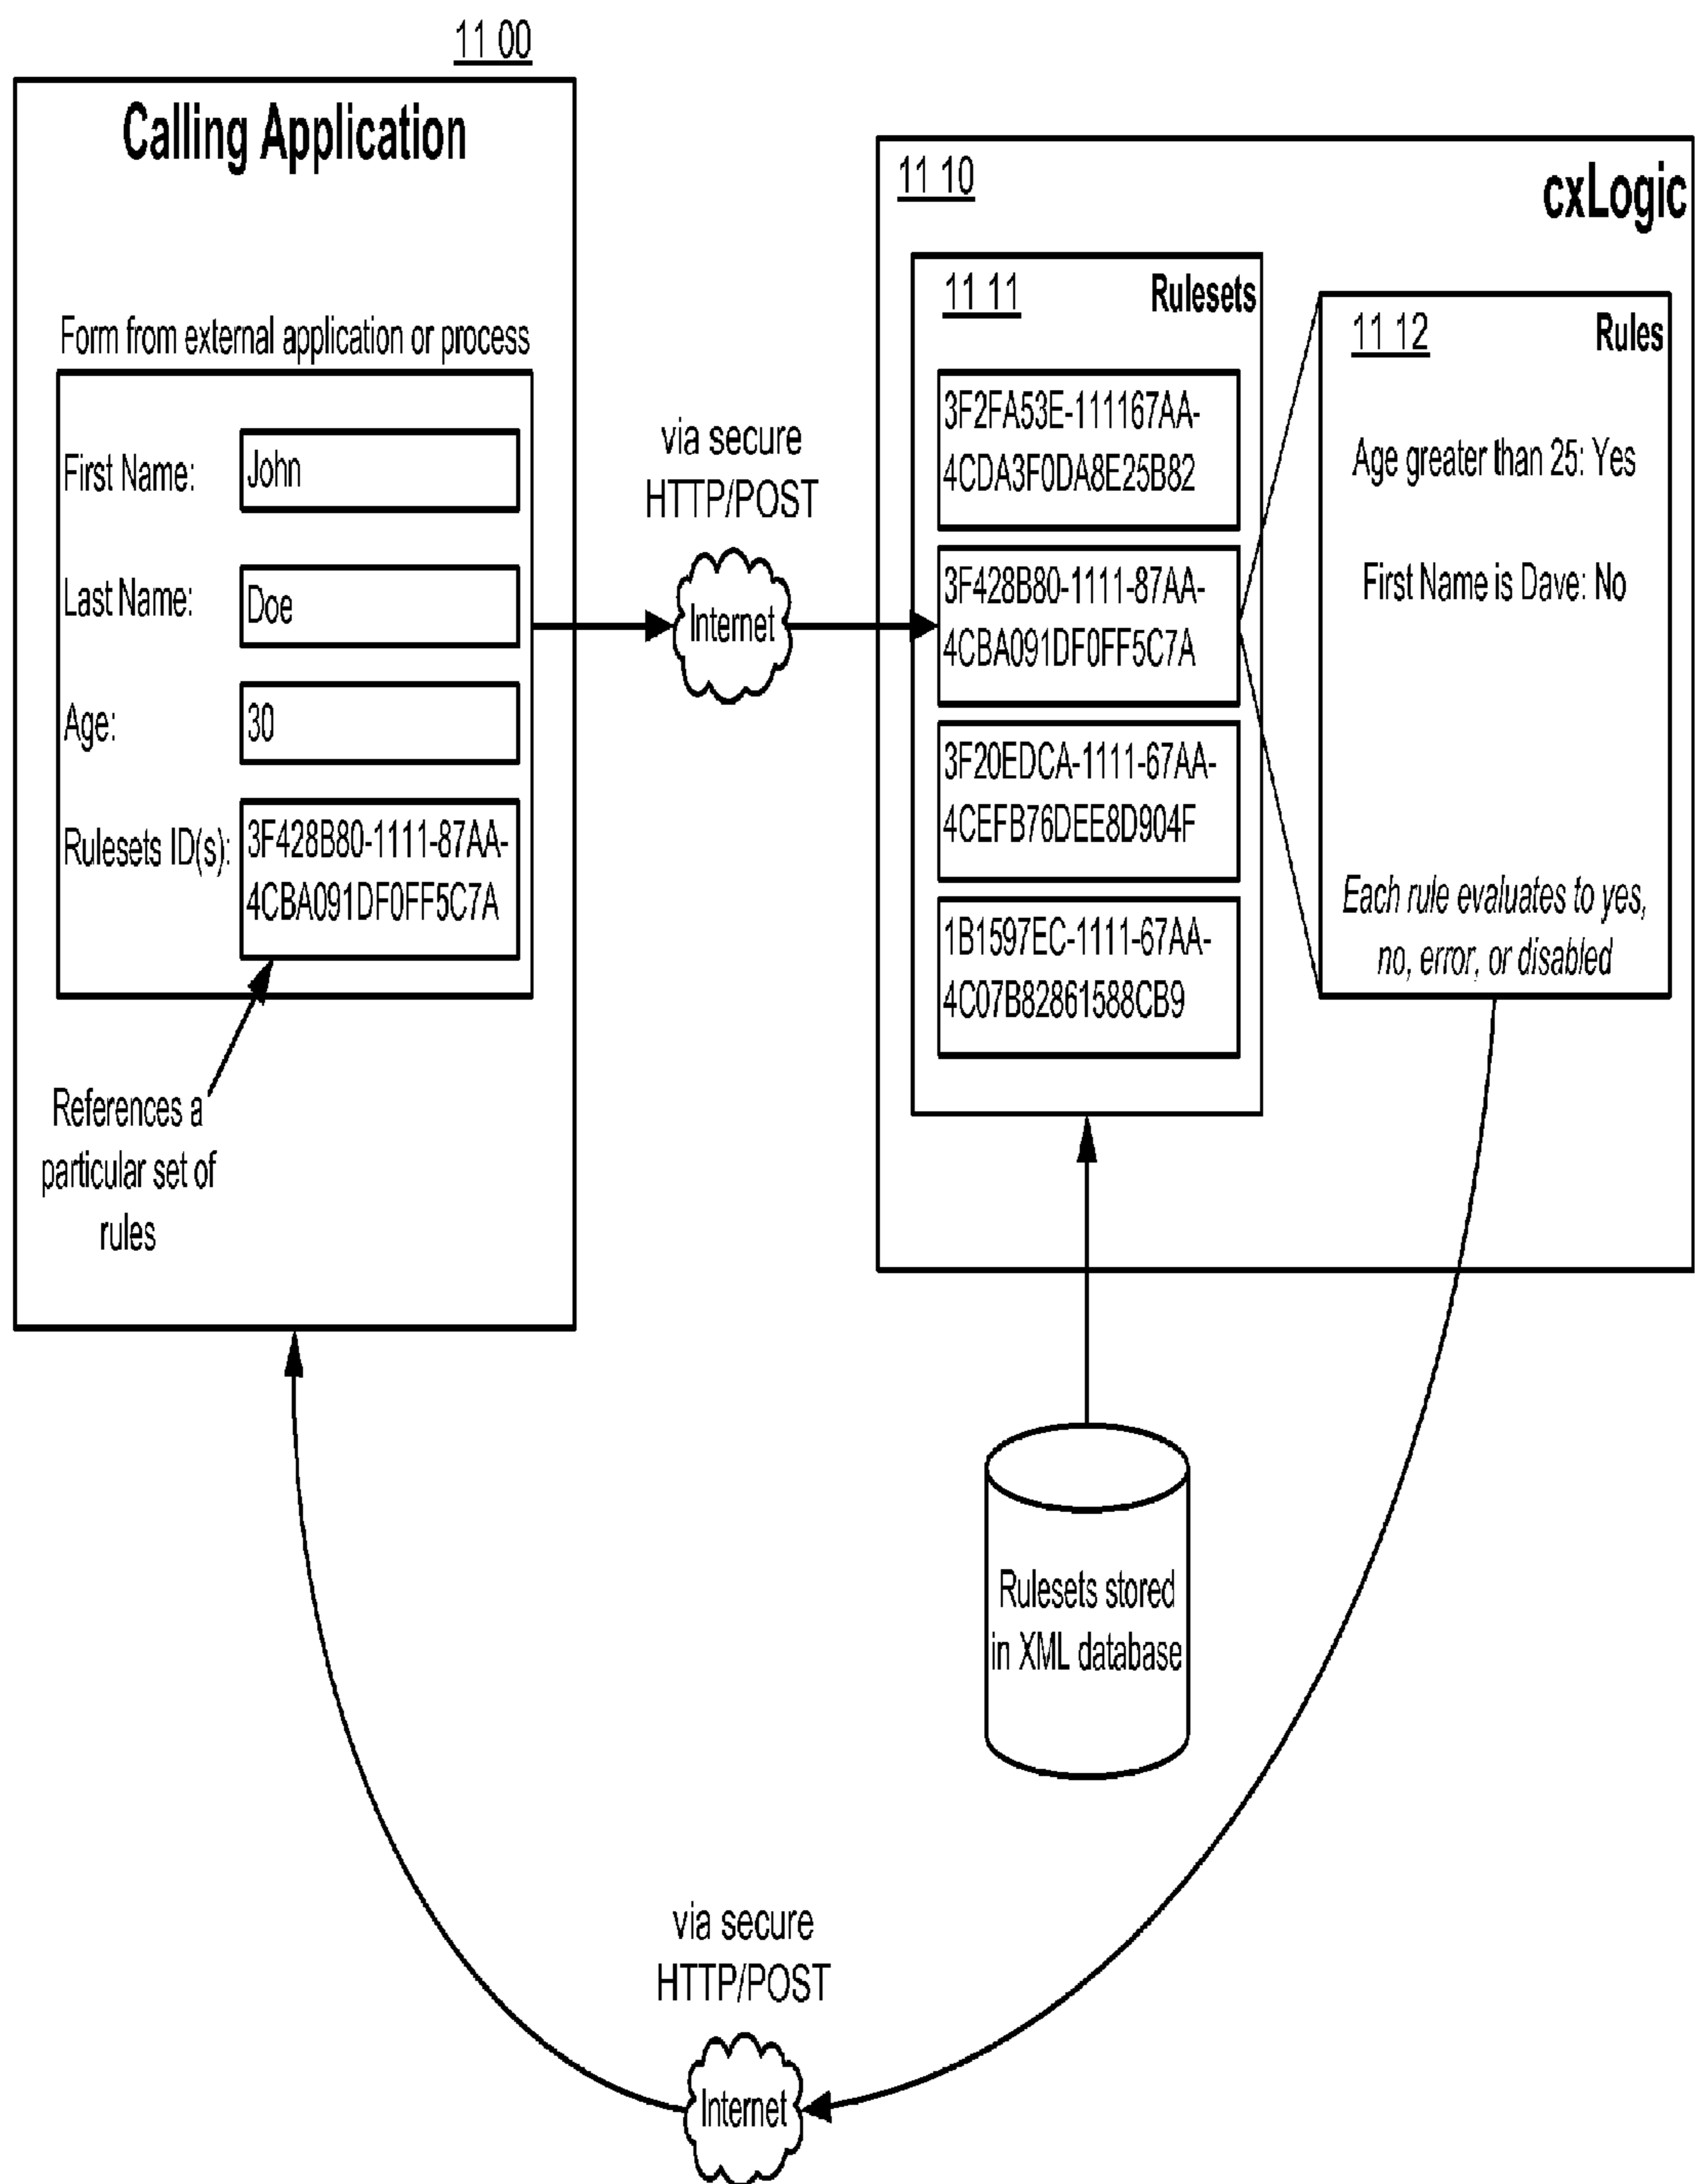 11 00
Calling Application
Form from external application or process
First Name:
John
Last Name:
Doe
Age:
30
Rulesets ID(s):
3F428B80-1111-87AA-
4CBA091DF0FF5C7A
References a
particular set of
rules
via secure
HTTP/POST
Internet
11 10
cxLogic
11 11
Rulesets
3F2FA53E-111167AA-
4CDA3F0DA8E25B82
3F428B80-1111-87AA-
4CBA091DF0FF5C7A
3F20EDCA-1111-67AA-
4CEFB76DEE8D904F
1B1597EC-1111-67AA-
4C07B82861588CB9
11 12
Rules
Age greater than 25: Yes
First Name is Dave: No
Each rule evaluates to yes,
no, error, or disabled
Rulesets stored
in XML database
via secure
HTTP/POST
Internet